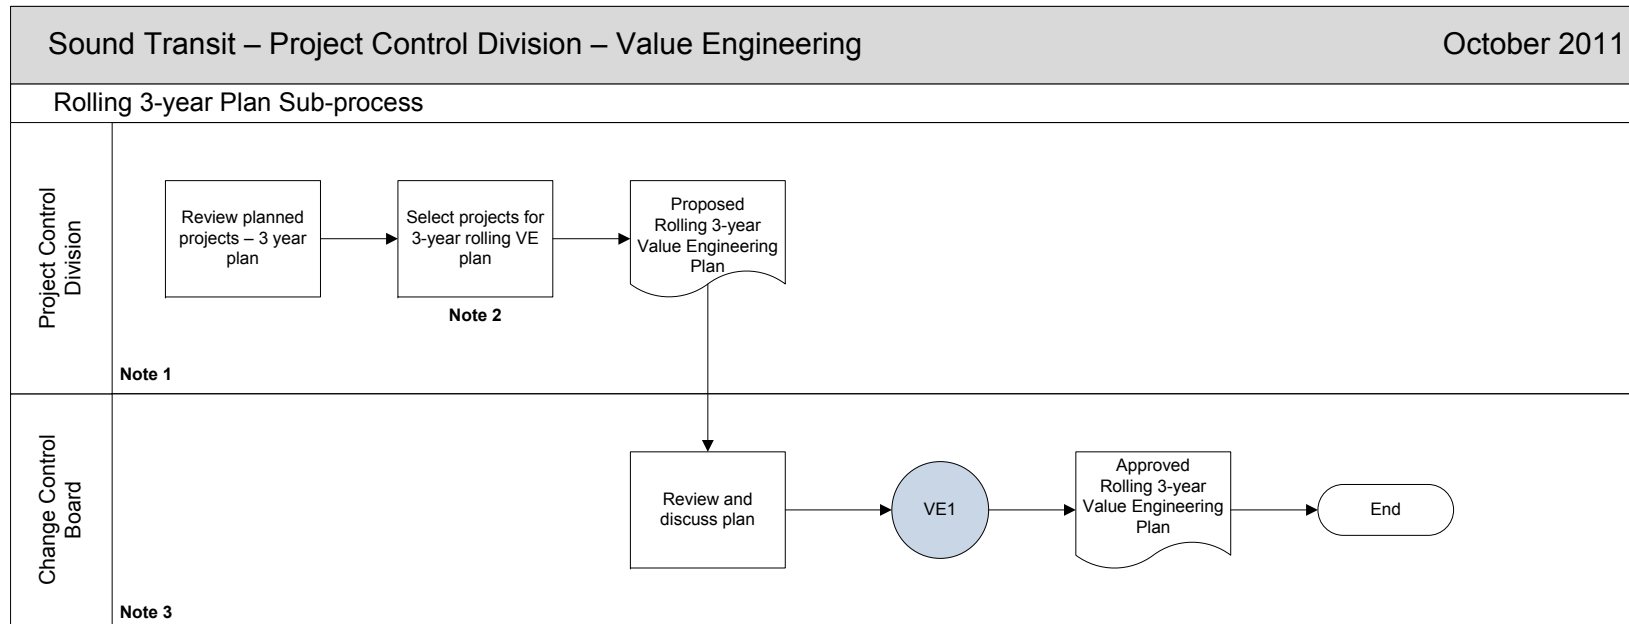 Sound Transit – Project Control Division – Value Engineering
October 2011
Rolling 3-year Plan Sub-process
Project Control
Division
Review planned
projects – 3 year
plan
Select projects for
3-year rolling VE
plan
Note 2
Proposed
Rolling 3-year
Value Engineering
Plan
Note 1
Change Control
Board
Review and
discuss plan
VE1
Approved
Rolling 3-year
Value Engineering
Plan
End
Note 3